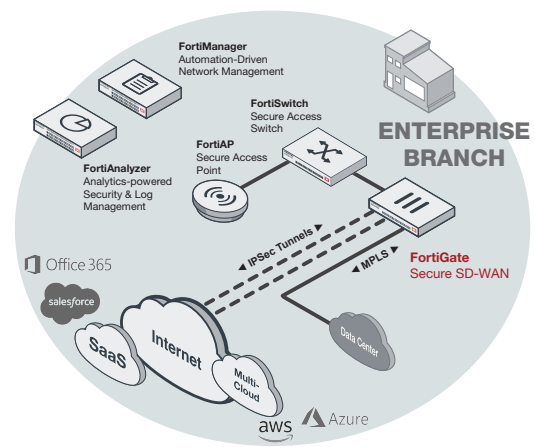 FortiManager
Automation-Driven
Network Management
FortiSwitch
Secure Access
Switch
ENTERPRISE
BRANCH
FortiAP
Secure Access
Point
FortiAnalyzer
Analytics-powered
Security & Log
Management
◄ IPSec Tunnels ►
◄ MPLS ►
FortiGate
Secure SD-WAN
Office 365
salesforce
SaaS
Internet
Multi-
Cloud
Data Center
aws
Azure